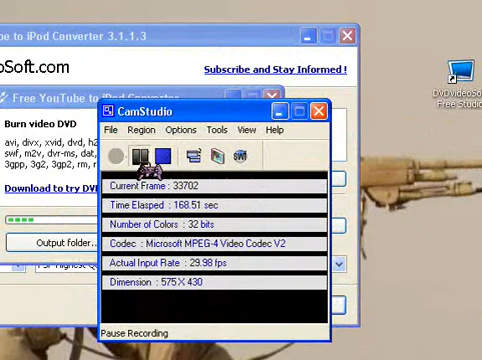 be to iPod Converter 3.1.1.3
oSoft.com
Subscribe and Stay Informed !
Free YouTube to iPod Converter
Burn video DVD
avi, divx, xvid, dvd, h2
swf, m2v, dvr-ms, dat,
3gpp, 3g2, 3gp2, rm, r
Download to try DVD
Output folder...
CamStudio
File Region Options Tools View Help
SWF
Current Frame : 33702
Time Elasped : 168.51 sec
Number of Colors : 32 bits
Codec : Microsoft MPEG-4 Video Codec V2
Actual Input Rate : 29.98 fps
Dimension : 575 X 430
Pause Recording
DVDVideoSo
Free Studio